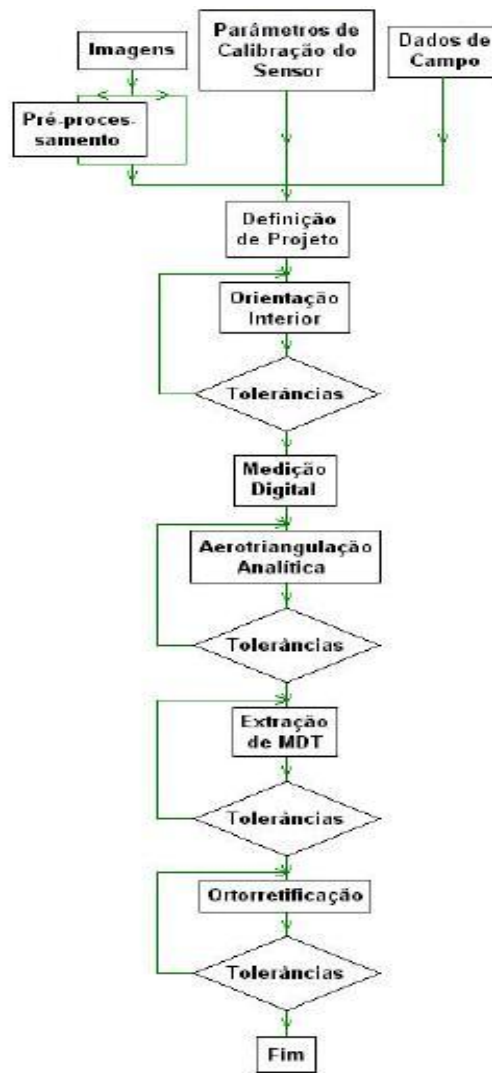 Imagens
Parâmetros de
Calibração do
Sensor
Dados de
Campo
Pré-proces-
samento
Definição
de Projeto
Orientação
Interior
Tolerâncias
Medição
Digital
Aerotriangulação
Analítica
Tolerâncias
Extração
de MDT
Tolerâncias
Ortorretificação
Tolerâncias
Fim